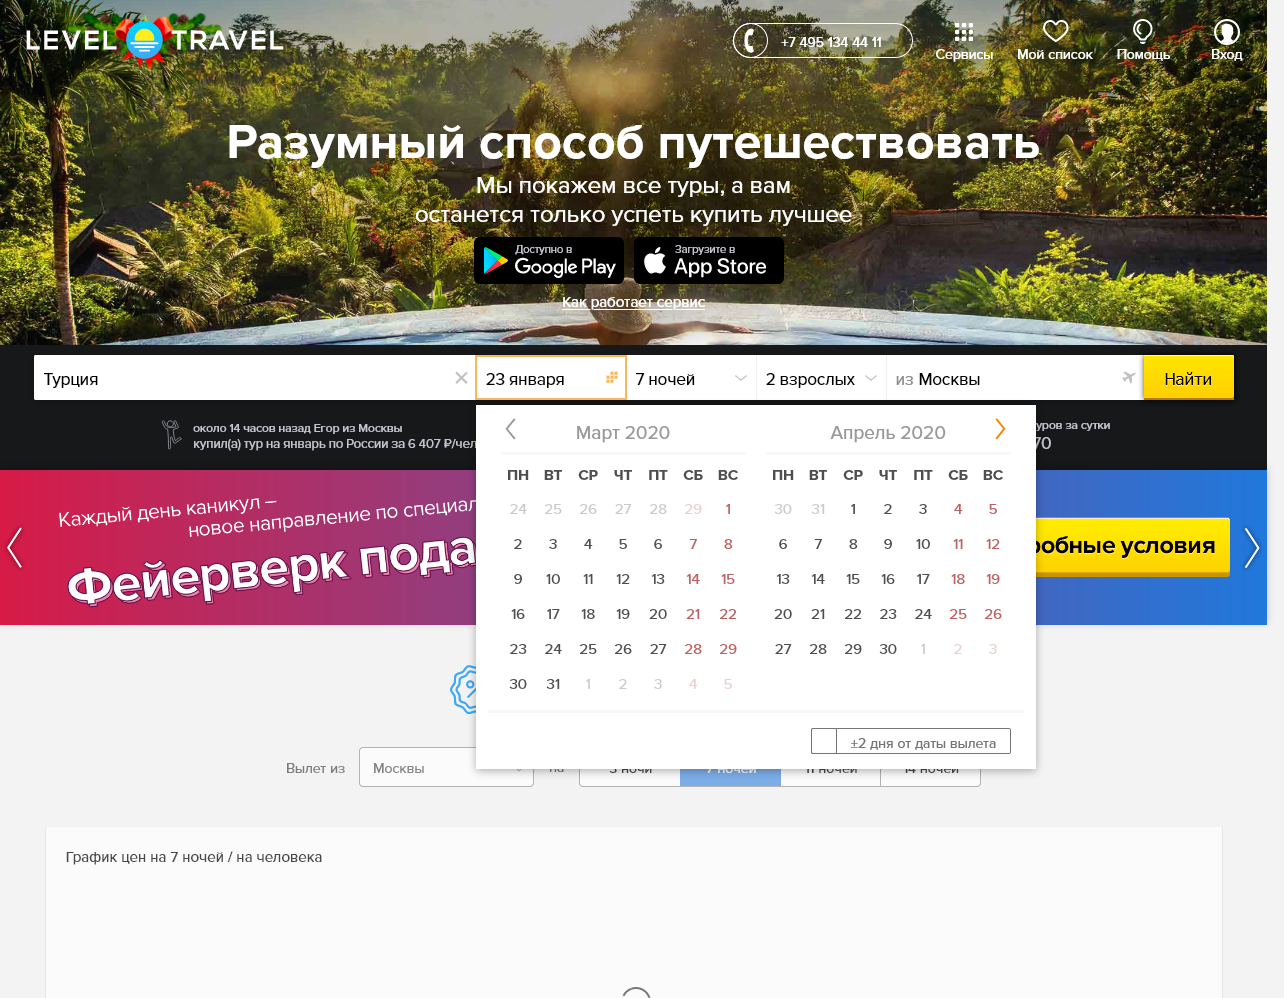 LEVEL TRAVEL
+7 495 134 44 11
Сервисы
Мой список
Помощь
Вход
Разумный способ путешествовать
Мы покажем все туры, а вам
останется только успеть купить лучшее
Доступно в
Google Play
Загрузите в
App Store
Как работает сервис
Турция
23 января
7 ночей
2 взрослых
из Москвы
Найти
около 14 часов назад Егор из Москвы
купил(а) тур на январь по России за 6 407 ₽/чел
уров за сутки
70
Март 2020
ПН ВТ СР ЧТ ПТ СБ ВС
24 25 26 27 28 29 1
2 3 4 5 6 7 8
9 10 11 12 13 14 15
16 17 18 19 20 21 22
23 24 25 26 27 28 29
30 31 1 2 3 4 5
Апрель 2020
ПН ВТ СР ЧТ ПТ СБ ВС
30 31 1 2 3 4 5
6 7 8 9 10 11 12
13 14 15 16 17 18 19
20 21 22 23 24 25 26
27 28 29 30 1 2 3
±2 дня от даты вылета
Каждый день каникул –
новое направление по специал
Фейерверк пода
робные условия
Вылет из
Москвы
на
3 ночи
7 ночей
11 ночей
14 ночей
График цен на 7 ночей / на человека